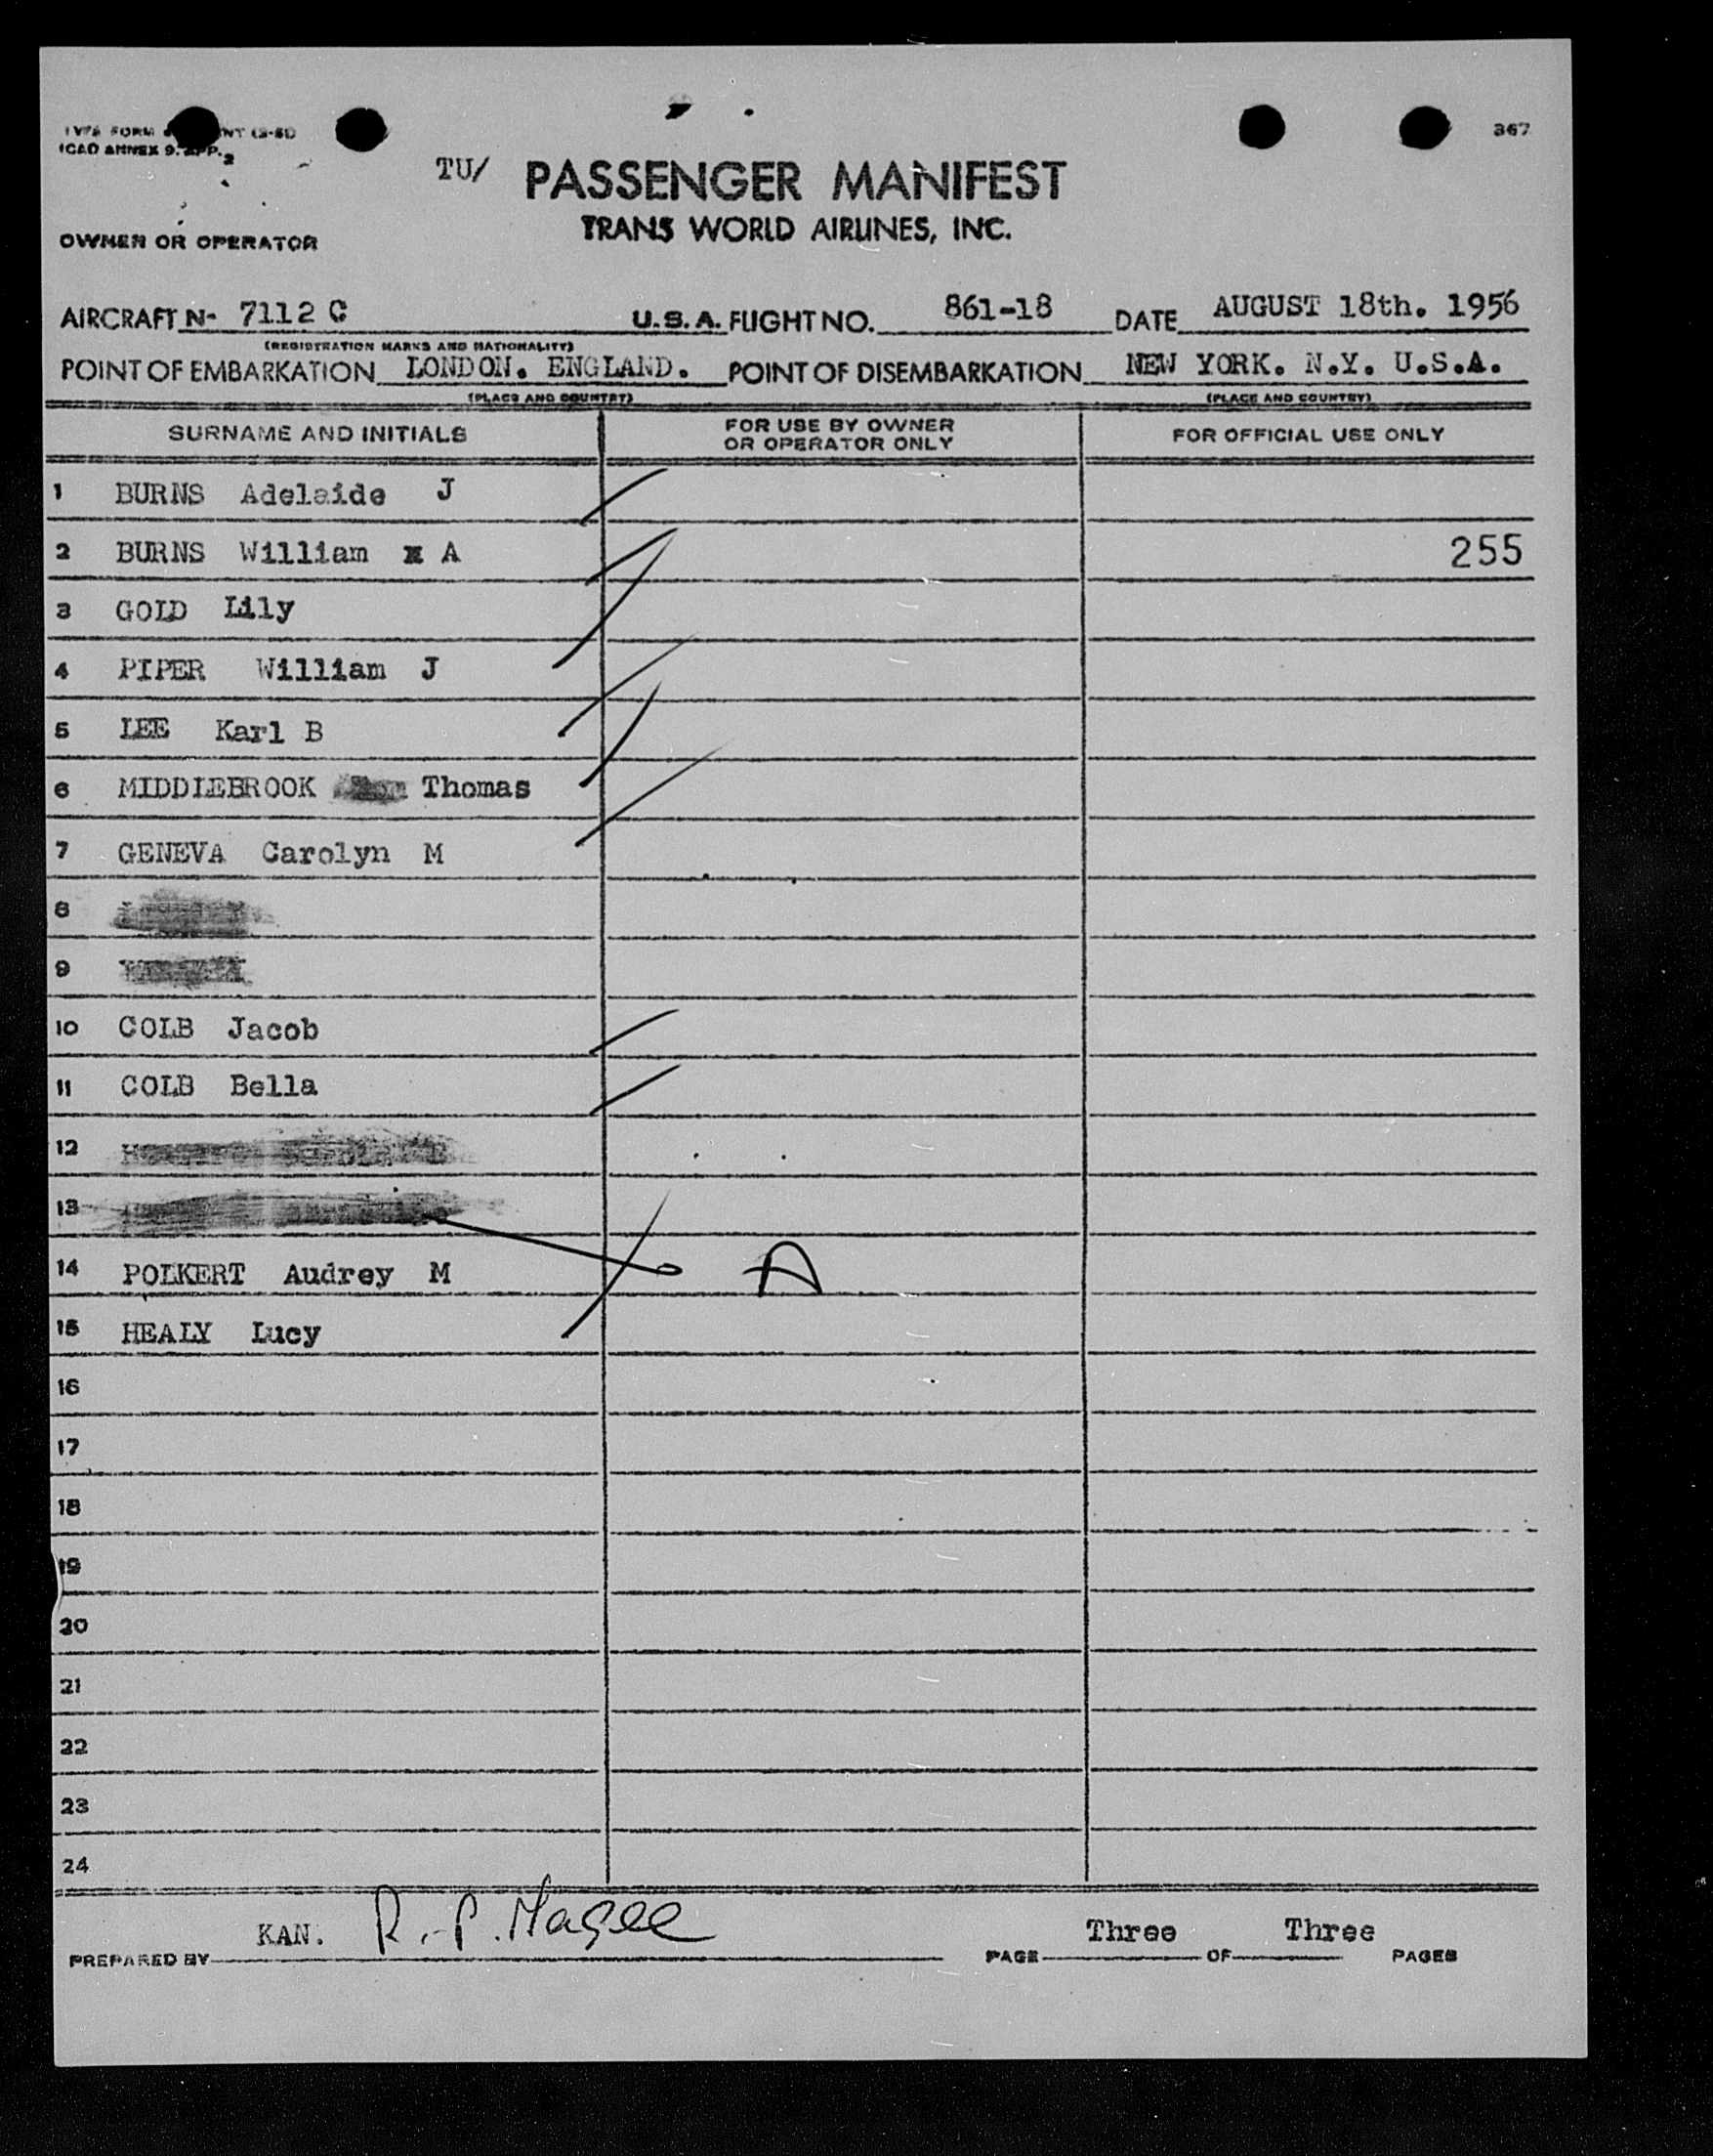 367
ICAO ANNEX 9. APP. 2
TU/ PASSENGER MANIFEST
TRANS WORLD AIRLINES, INC.
OWNER OR OPERATOR
AIRCRAFT N- 7112 C U.S.A. FLIGHT NO. 861-18 DATE AUGUST 18th. 1956
(REGISTRATION MARKS AND NATIONALITY)
POINT OF EMBARKATION LONDON. ENGLAND. POINT OF DISEMBARKATION NEW YORK. N.Y. U.S.A.
(PLACE AND COUNTRY) (PLACE AND COUNTRY)
SURNAME AND INITIALS FOR USE BY OWNER OR OPERATOR ONLY FOR OFFICIAL USE ONLY
1 BURNS Adelaide J
2 BURNS William A 255
3 GOLD Lily
4 PIPER William J
5 LEE Karl B
6 MIDDLEBROOK Thomas
7 GENEVA Carolyn M
8
9
10 COLB Jacob
11 COLB Bella
12
13
14 POLKERT Audrey M A
15 HEALY Lucy
16
17
18
19
20
21
22
23
24
PREPARED BY KAN. R. P. Magee PAGE Three OF Three PAGES